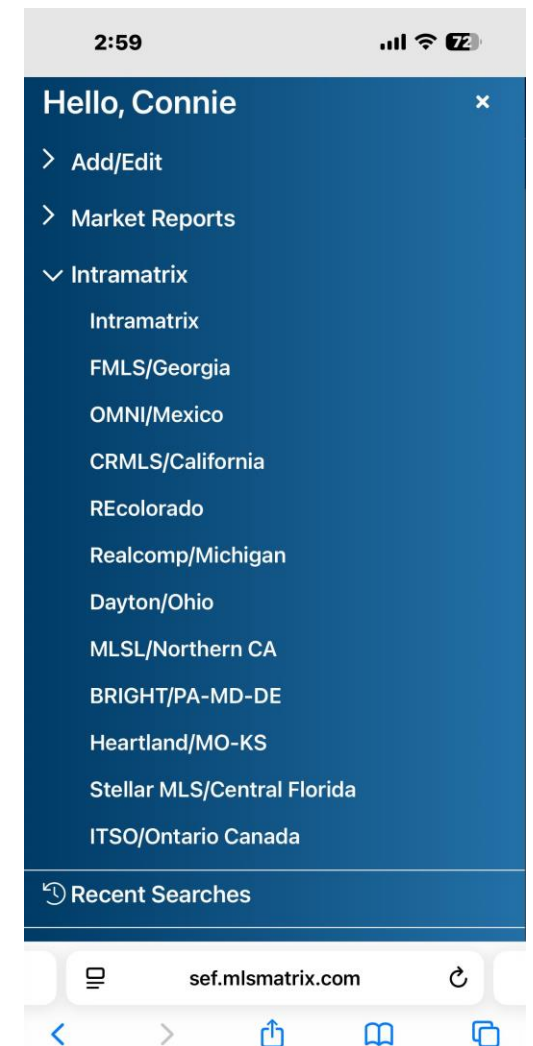 2:59 72
Hello, Connie ×
> Add/Edit
> Market Reports
Intramatrix
Intramatrix
FMLS/Georgia
OMNI/Mexico
CRMLS/California
REcolorado
Realcomp/Michigan
Dayton/Ohio
MLSL/Northern CA
BRIGHT/PA-MD-DE
Heartland/MO-KS
Stellar MLS/Central Florida
ITSO/Ontario Canada
Recent Searches
sef.mlsmatrix.com